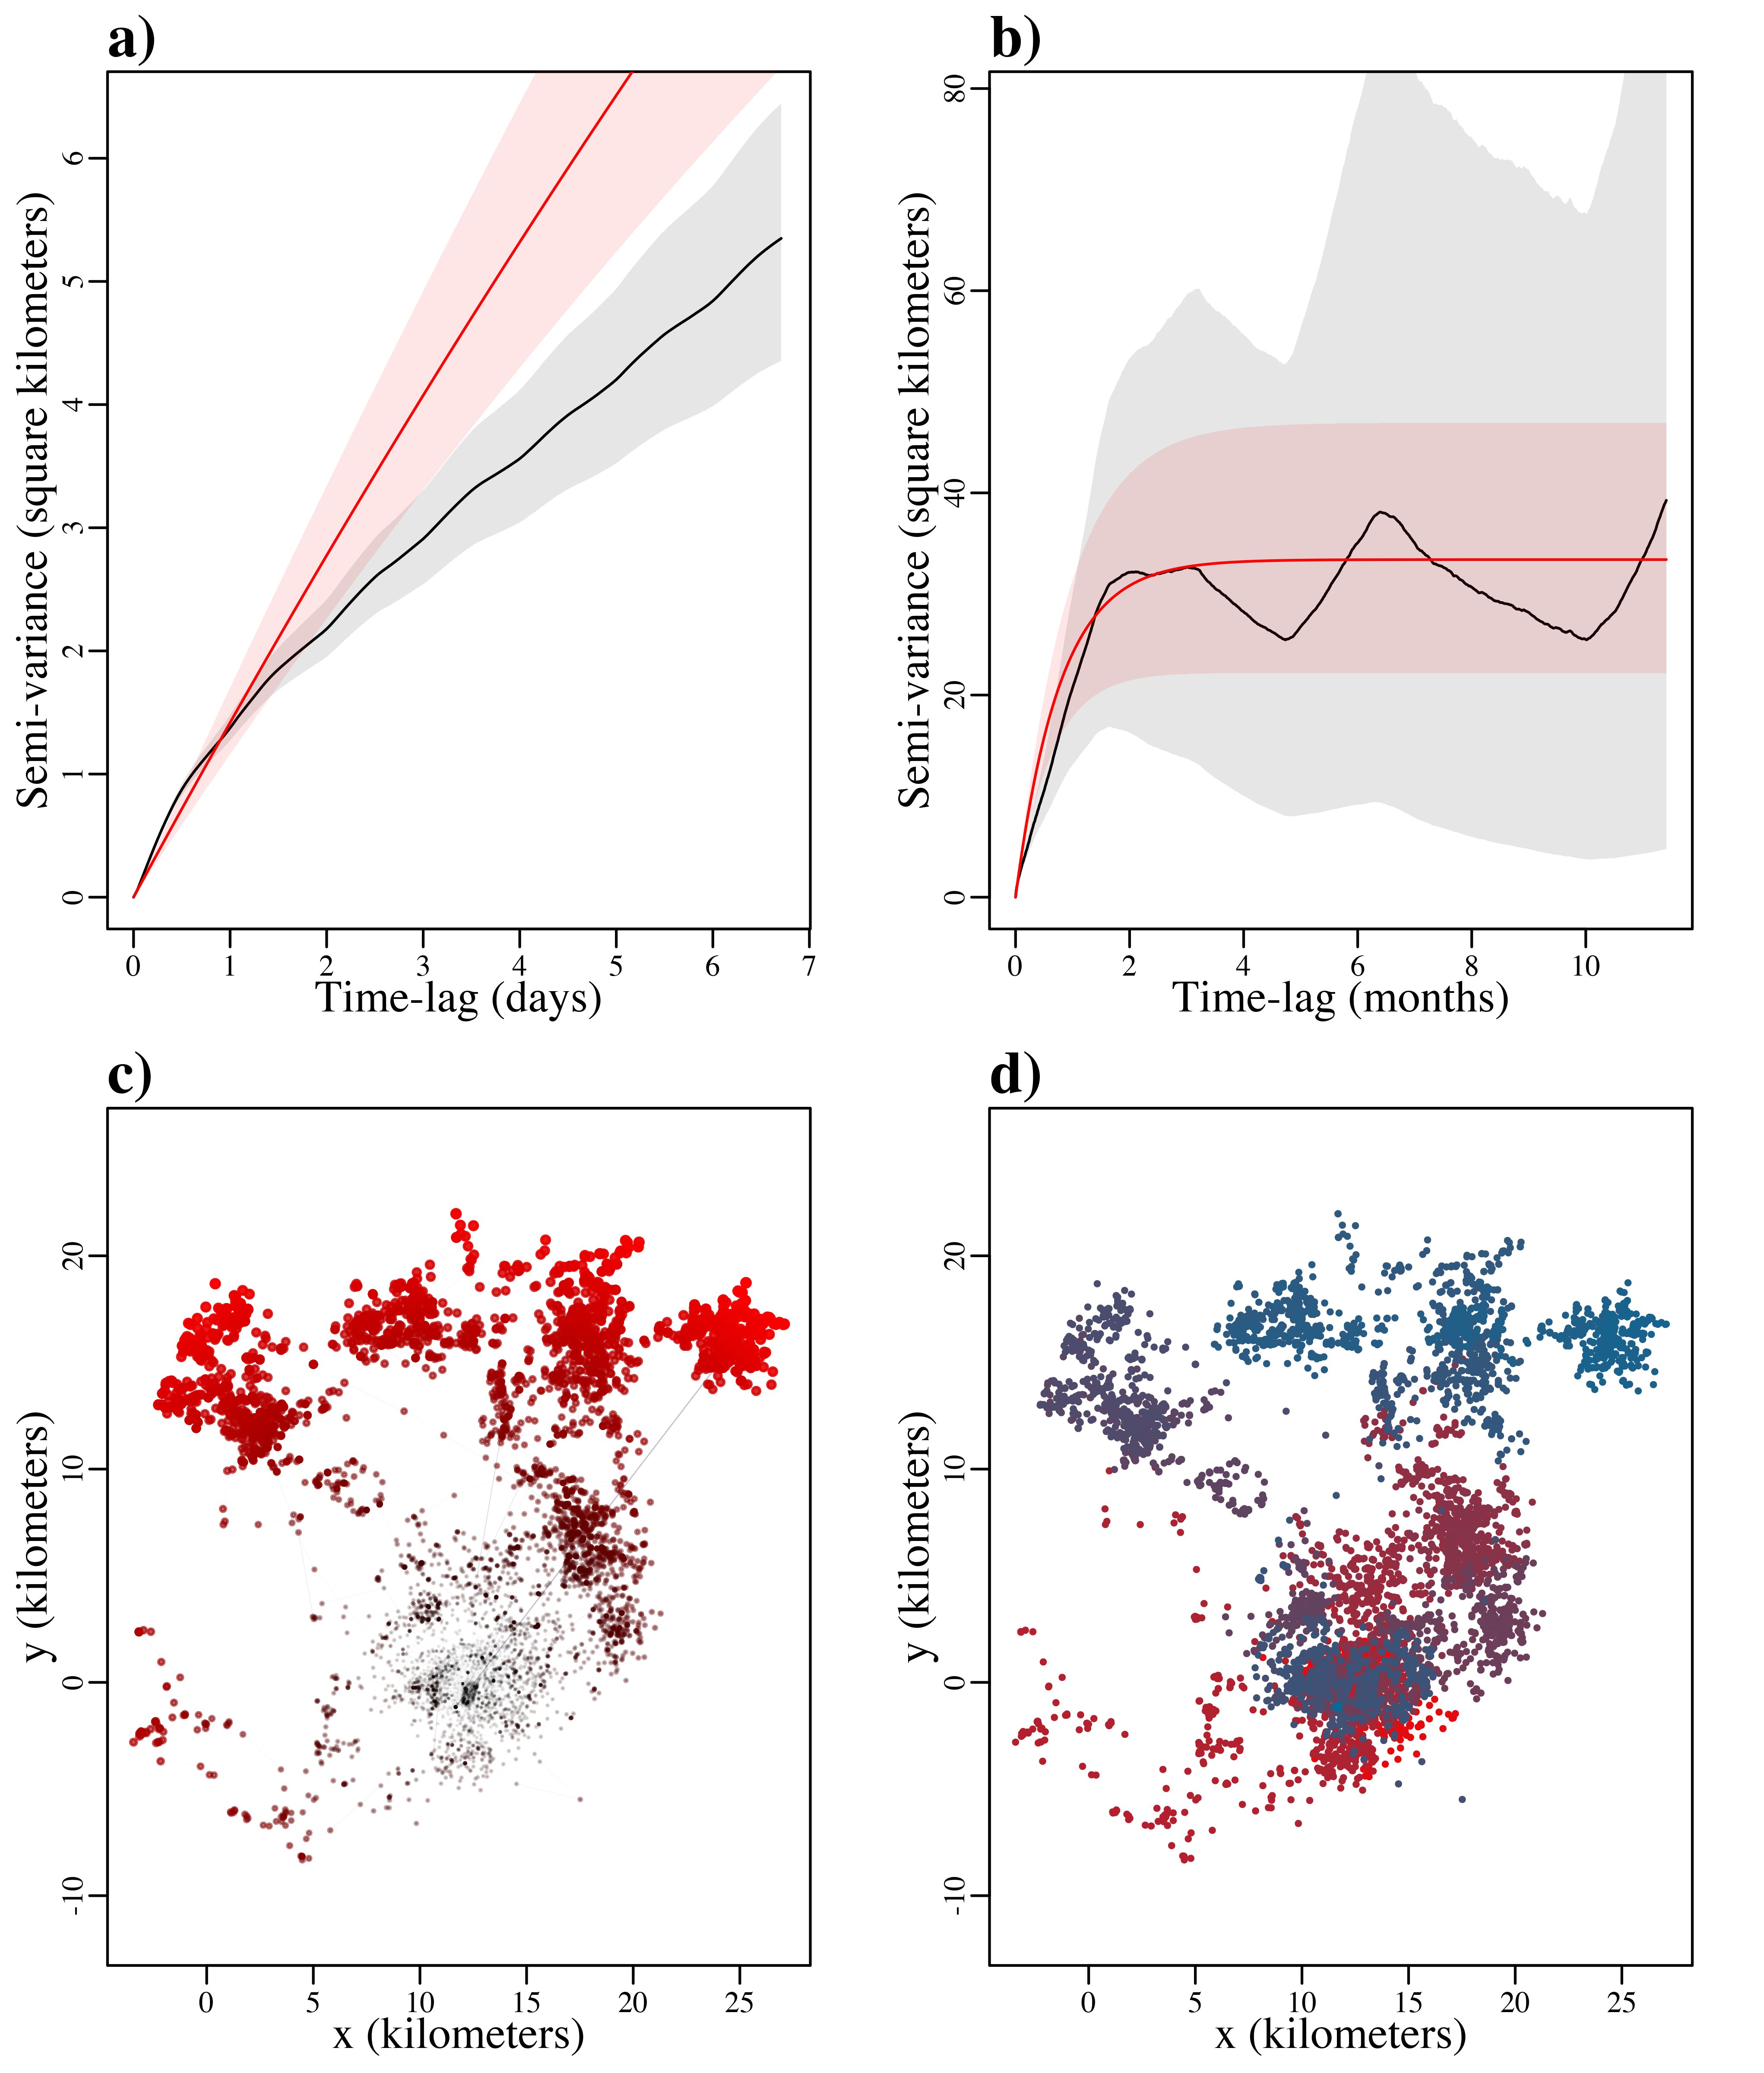 a)
Semi-variance (square kilometers)
0 1 2 3 4 5 6
0 1 2 3 4 5 6 7
Time-lag (days)
b)
Semi-variance (square kilometers)
0 20 40 60 80
0 2 4 6 8 10
Time-lag (months)
c)
y (kilometers)
-10 0 10 20
0 5 10 15 20 25
x (kilometers)
d)
y (kilometers)
-10 0 10 20
0 5 10 15 20 25
x (kilometers)